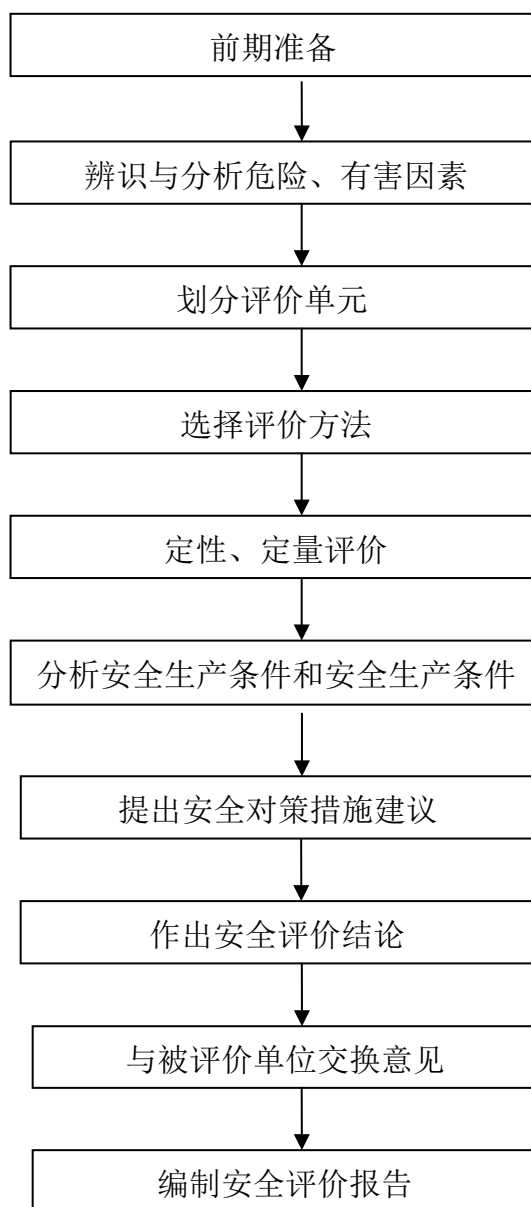 前期准备
辨识与分析危险、有害因素
划分评价单元
选择评价方法
定性、定量评价
分析安全生产条件和安全生产条件
提出安全对策措施建议
作出安全评价结论
与被评价单位交换意见
编制安全评价报告